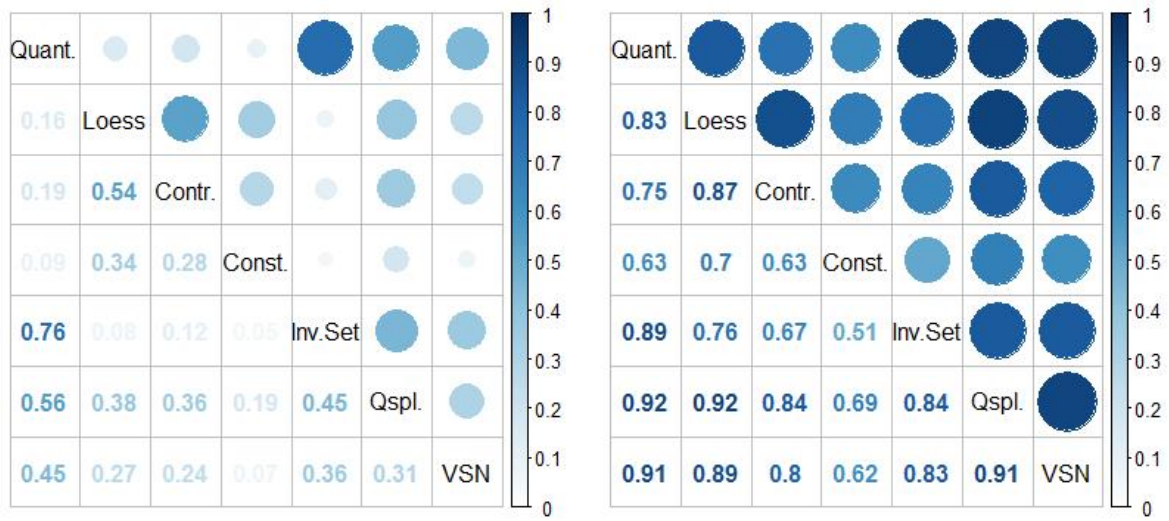 Quant.
0.16 Loess
0.19 0.54 Contr.
0.09 0.34 0.28 Const.
0.76 0.08 0.12 0.05 Inv.Set
0.56 0.38 0.36 0.19 0.45 Qspl.
0.45 0.27 0.24 0.07 0.36 0.31 VSN
1
0.9
0.8
0.7
0.6
0.5
0.4
0.3
0.2
0.1
0
Quant.
0.83 Loess
0.75 0.87 Contr.
0.63 0.7 0.63 Const.
0.89 0.76 0.67 0.51 Inv.Set
0.92 0.92 0.84 0.69 0.84 Qspl.
0.91 0.89 0.8 0.62 0.83 0.91 VSN
1
0.9
0.8
0.7
0.6
0.5
0.4
0.3
0.2
0.1
0